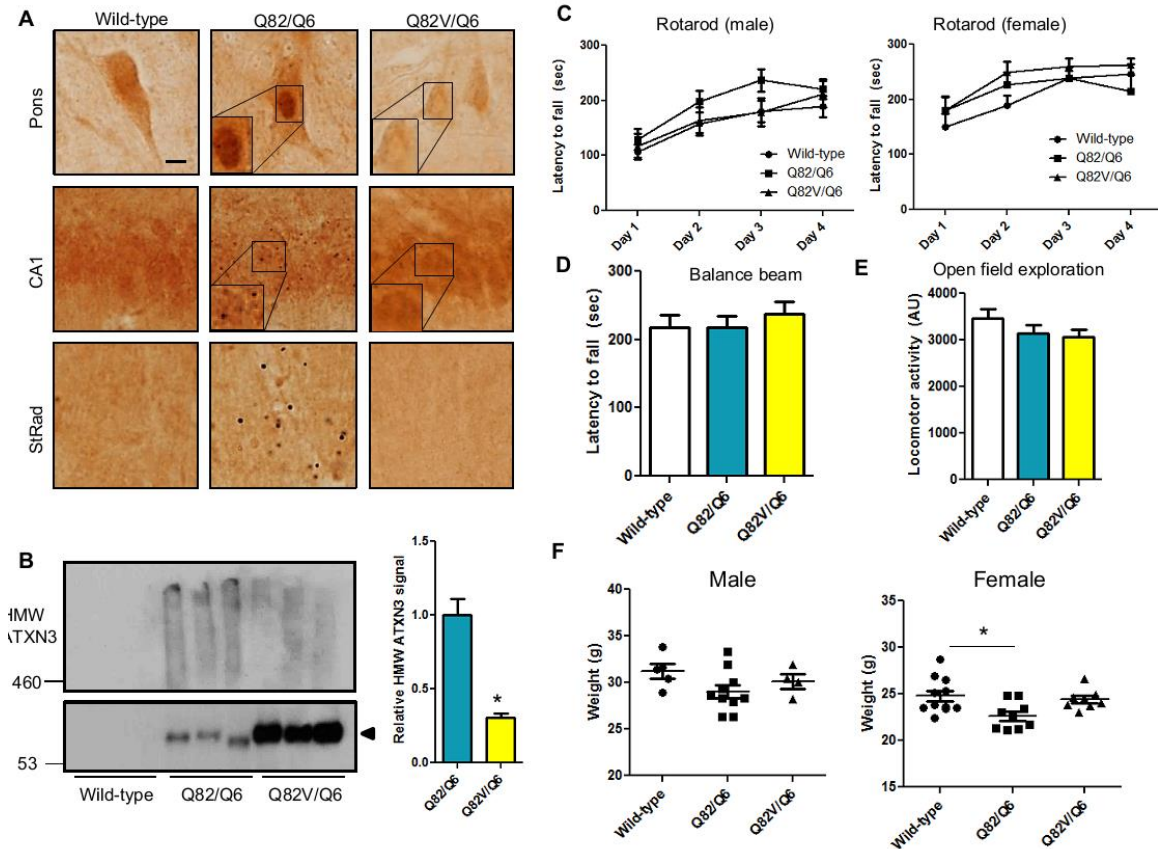 A
Wild-type Q82/Q6 Q82V/Q6
Pons
CA1
StRad
B
HMW
ATXN3
460
53
Wild-type Q82/Q6 Q82V/Q6
Relative HMW ATXN3 signal
1.5
1.0
0.5
0.0
*
Q82/Q6
Q82V/Q6
C
Rotarod (male)
Latency to fall (sec)
300
200
100
0
Wild-type
Q82/Q6
Q82V/Q6
Day 1
Day 2
Day 3
Day 4
Rotarod (female)
Latency to fall (sec)
300
200
100
0
Wild-type
Q82/Q6
Q82V/Q6
Day 1
Day 2
Day 3
Day 4
D
Balance beam
Latency to fall (sec)
300
200
100
0
Wild-type
Q82/Q6
Q82V/Q6
E
Open field exploration
Locomotor activity (AU)
4000
3000
2000
1000
0
Wild-type
Q82/Q6
Q82V/Q6
F
Male
Weight (g)
40
35
30
25
20
Wild-type
Q82/Q6
Q82V/Q6
Female
Weight (g)
35
30
25
20
15
*
Wild-type
Q82/Q6
Q82V/Q6